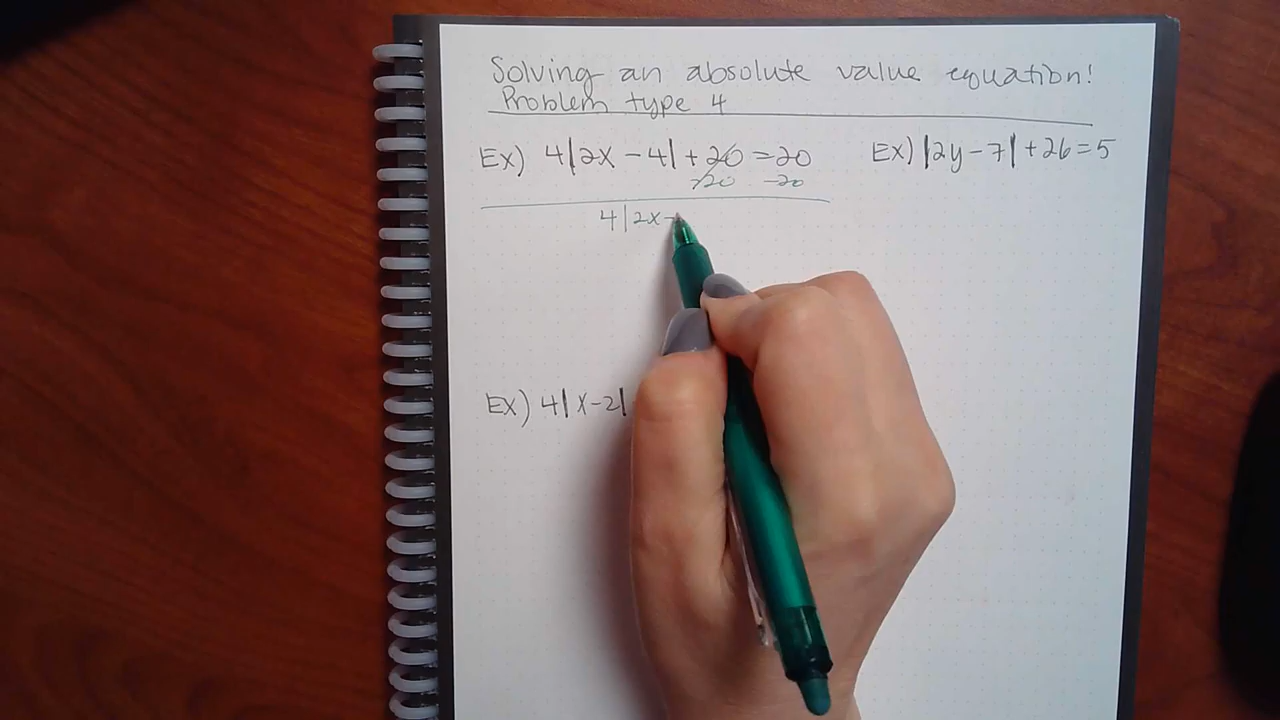 Solving an absolute value equation!
Problem type 4
Ex) 4|2x - 4| + 20 = 20
-20 -20
4|2x -
Ex) |2y - 7| + 26 = 5
Ex) 4|x - 2|